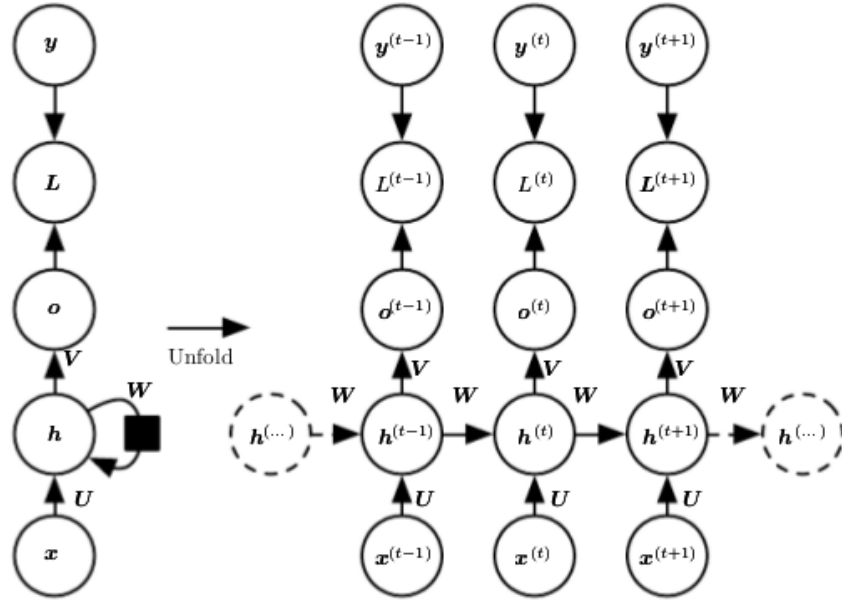 y y^(t−1) y^(t) y^(t+1)
L L^(t−1) L^(t) L^(t+1)
o o^(t−1) o^(t) o^(t+1)
Unfold
V V V V
W W W W W
h h^(...) h^(t−1) h^(t) h^(t+1) h^(...)
U U U U
x x^(t−1) x^(t) x^(t+1)